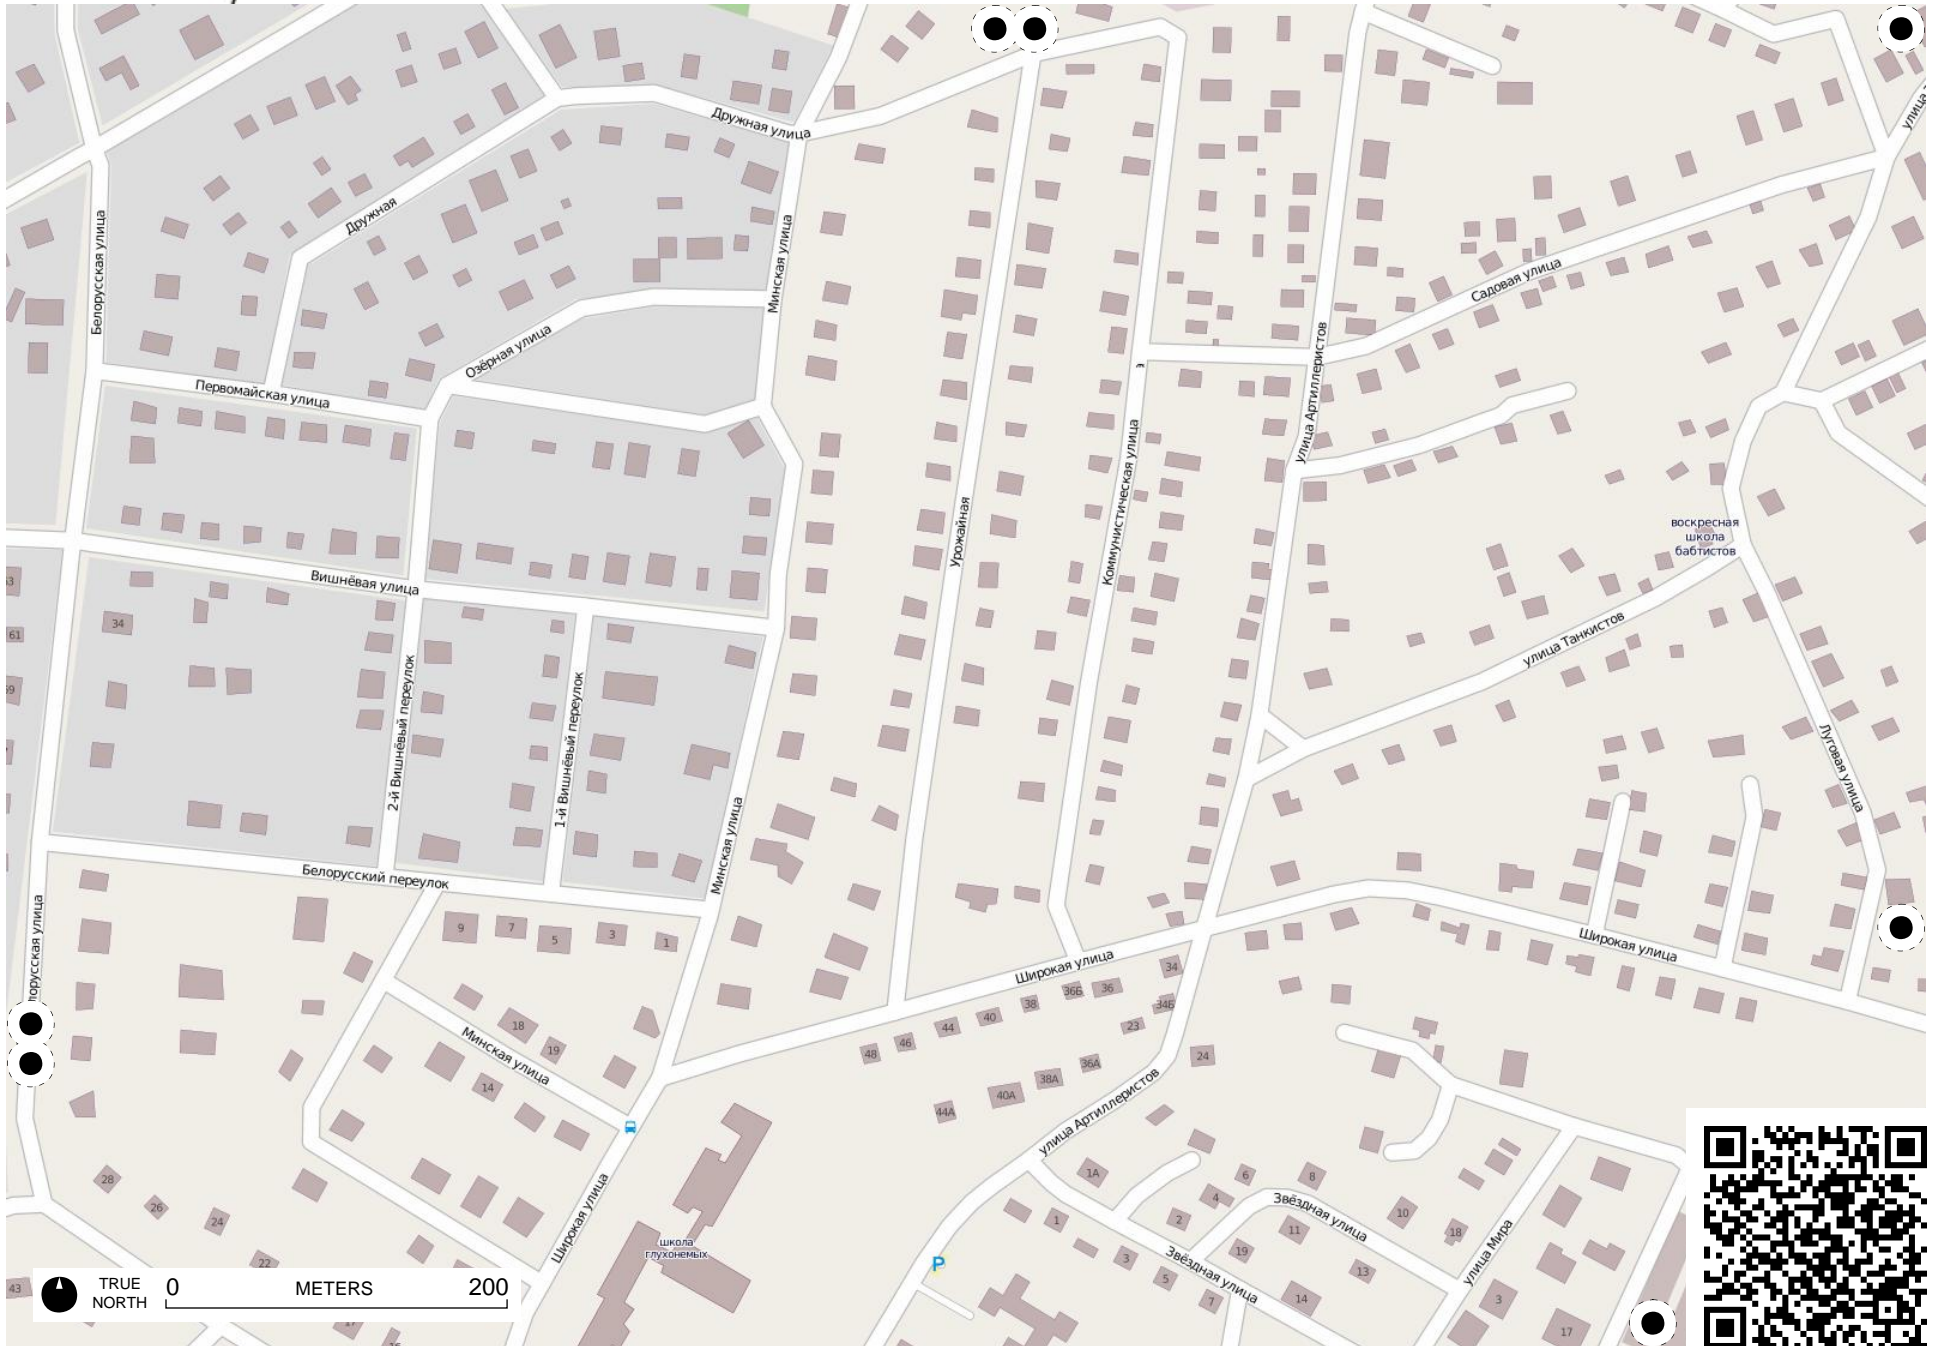 Дружная улица
улица
Дружная
Белорусская улица
Минская улица
Садовая улица
Озёрная улица
улица Артиллеристов
Первомайская улица
Урожайная
Коммунистическая улица
воскресная
школа
бабтистов
Вишнёвая улица
34
61
улица Танкистов
2-й Вишнёвый переулок
1-й Вишнёвый переулок
Луговая улица
Минская улица
Белорусский переулок
9
7
5
3
1
Широкая улица
Широкая улица
34
36Б
36
38
34Б
40
44
46
48
23
24
18
19
Минская улица
14
36А
38А
40А
44А
улица Артиллеристов
28
26
24
22
43
Широкая улица
школа
глухонемых
P
1А
1
2
4
6
8
Звёздная улица
10
11
18
19
13
улица Мира
3
5
7
Звёздная улица
14
3
17
TRUE
NORTH
0 METERS 200